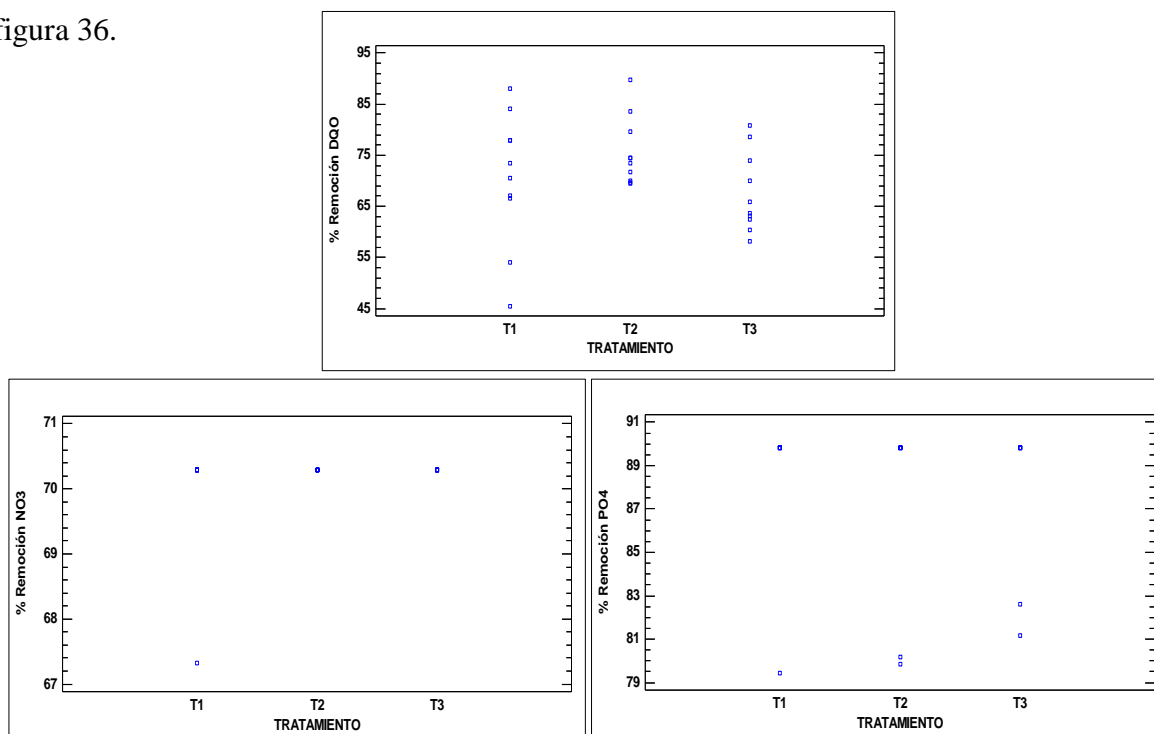 figura 36.
95
85
75
65
55
45
% Remoción DQO
T1 T2 T3
TRATAMIENTO
71
70
69
68
67
% Remoción NO3
T1 T2 T3
TRATAMIENTO
91
89
87
85
83
81
79
% Remoción PO4
T1 T2 T3
TRATAMIENTO